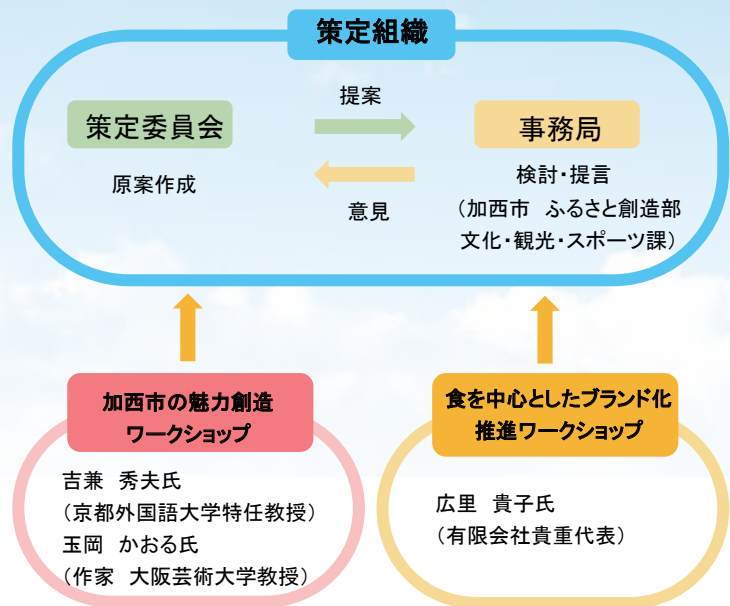 策定組織
策定委員会
原案作成
提案
意見
事務局
検討・提言
(加西市 ふるさと創造部
文化・観光・スポーツ課)
加西市の魅力創造
ワークショップ
吉兼 秀夫氏
(京都外国語大学特任教授)
玉岡 かおる氏
(作家 大阪芸術大学教授)
食を中心としたブランド化
推進ワークショップ
広里 貴子氏
(有限会社貴重代表)